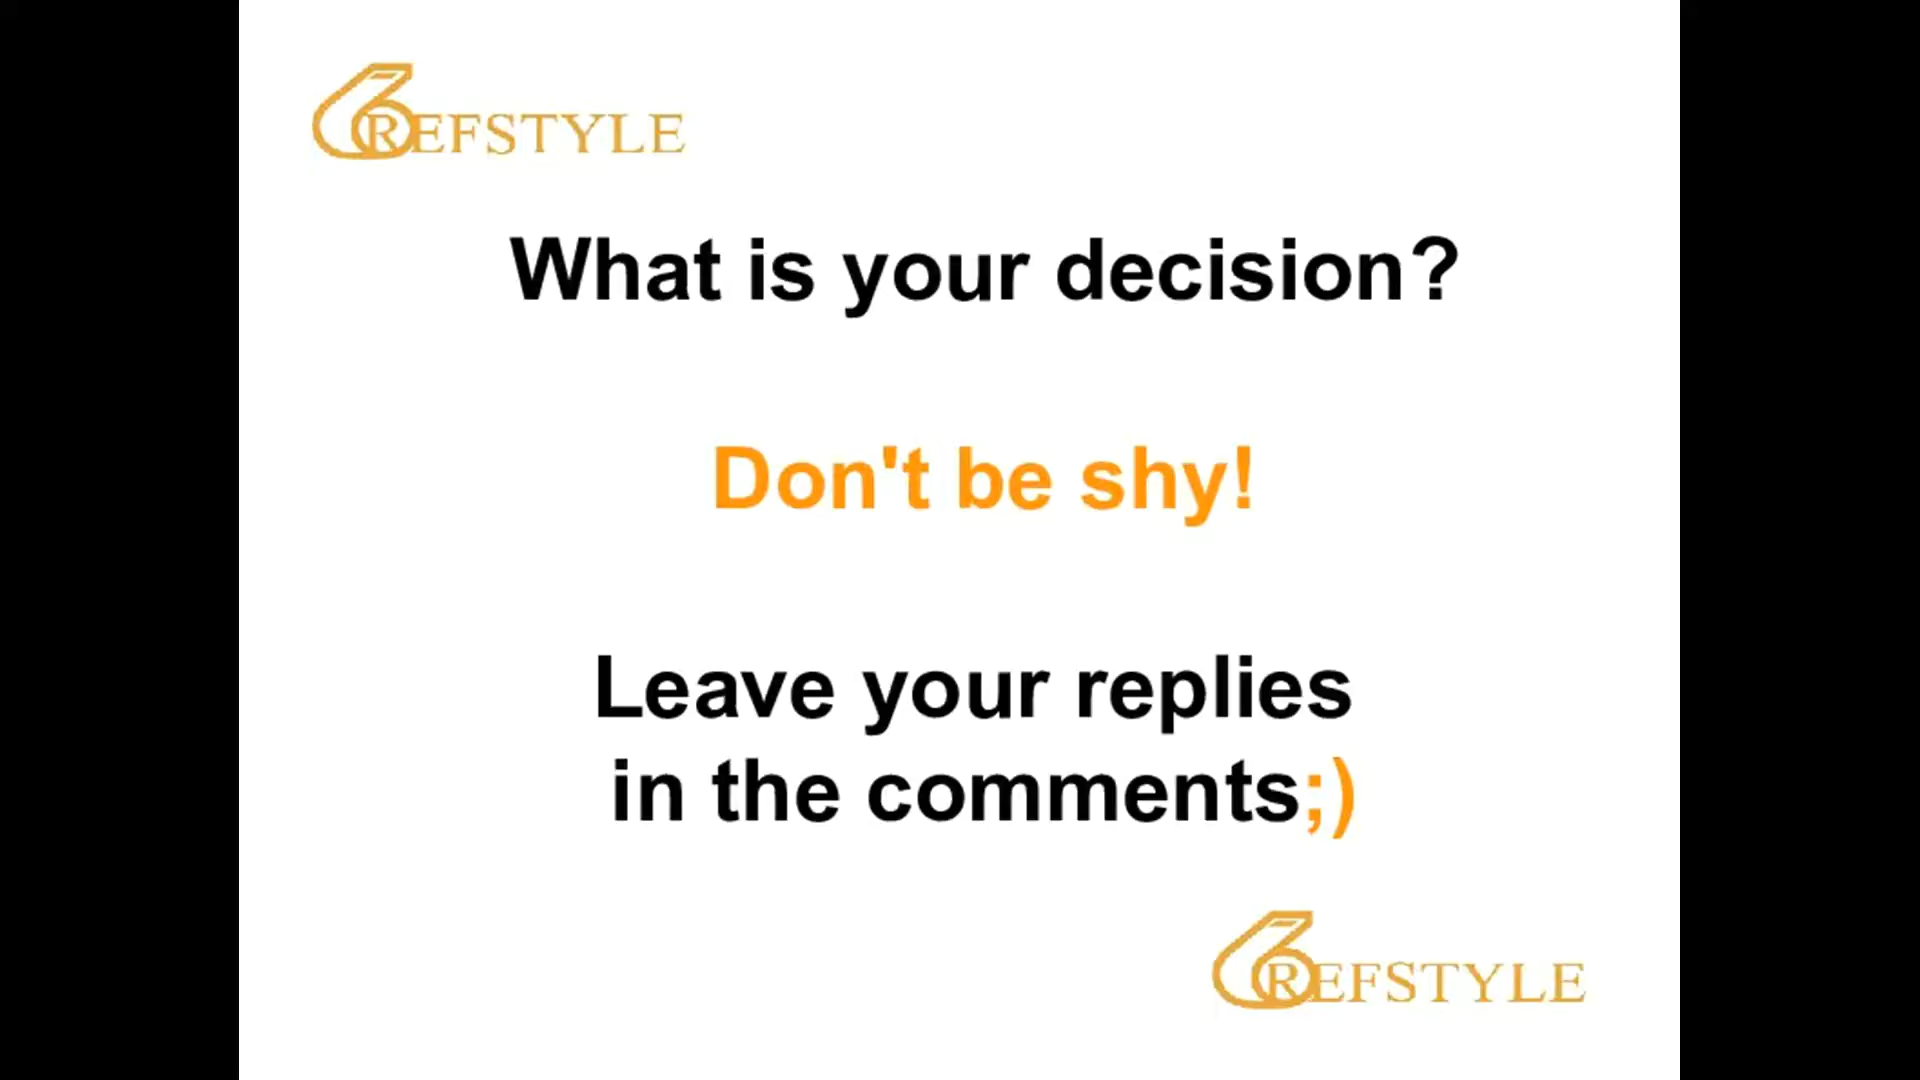 REFSTYLE
What is your decision?
Don't be shy!
Leave your replies
in the comments;)
REFSTYLE